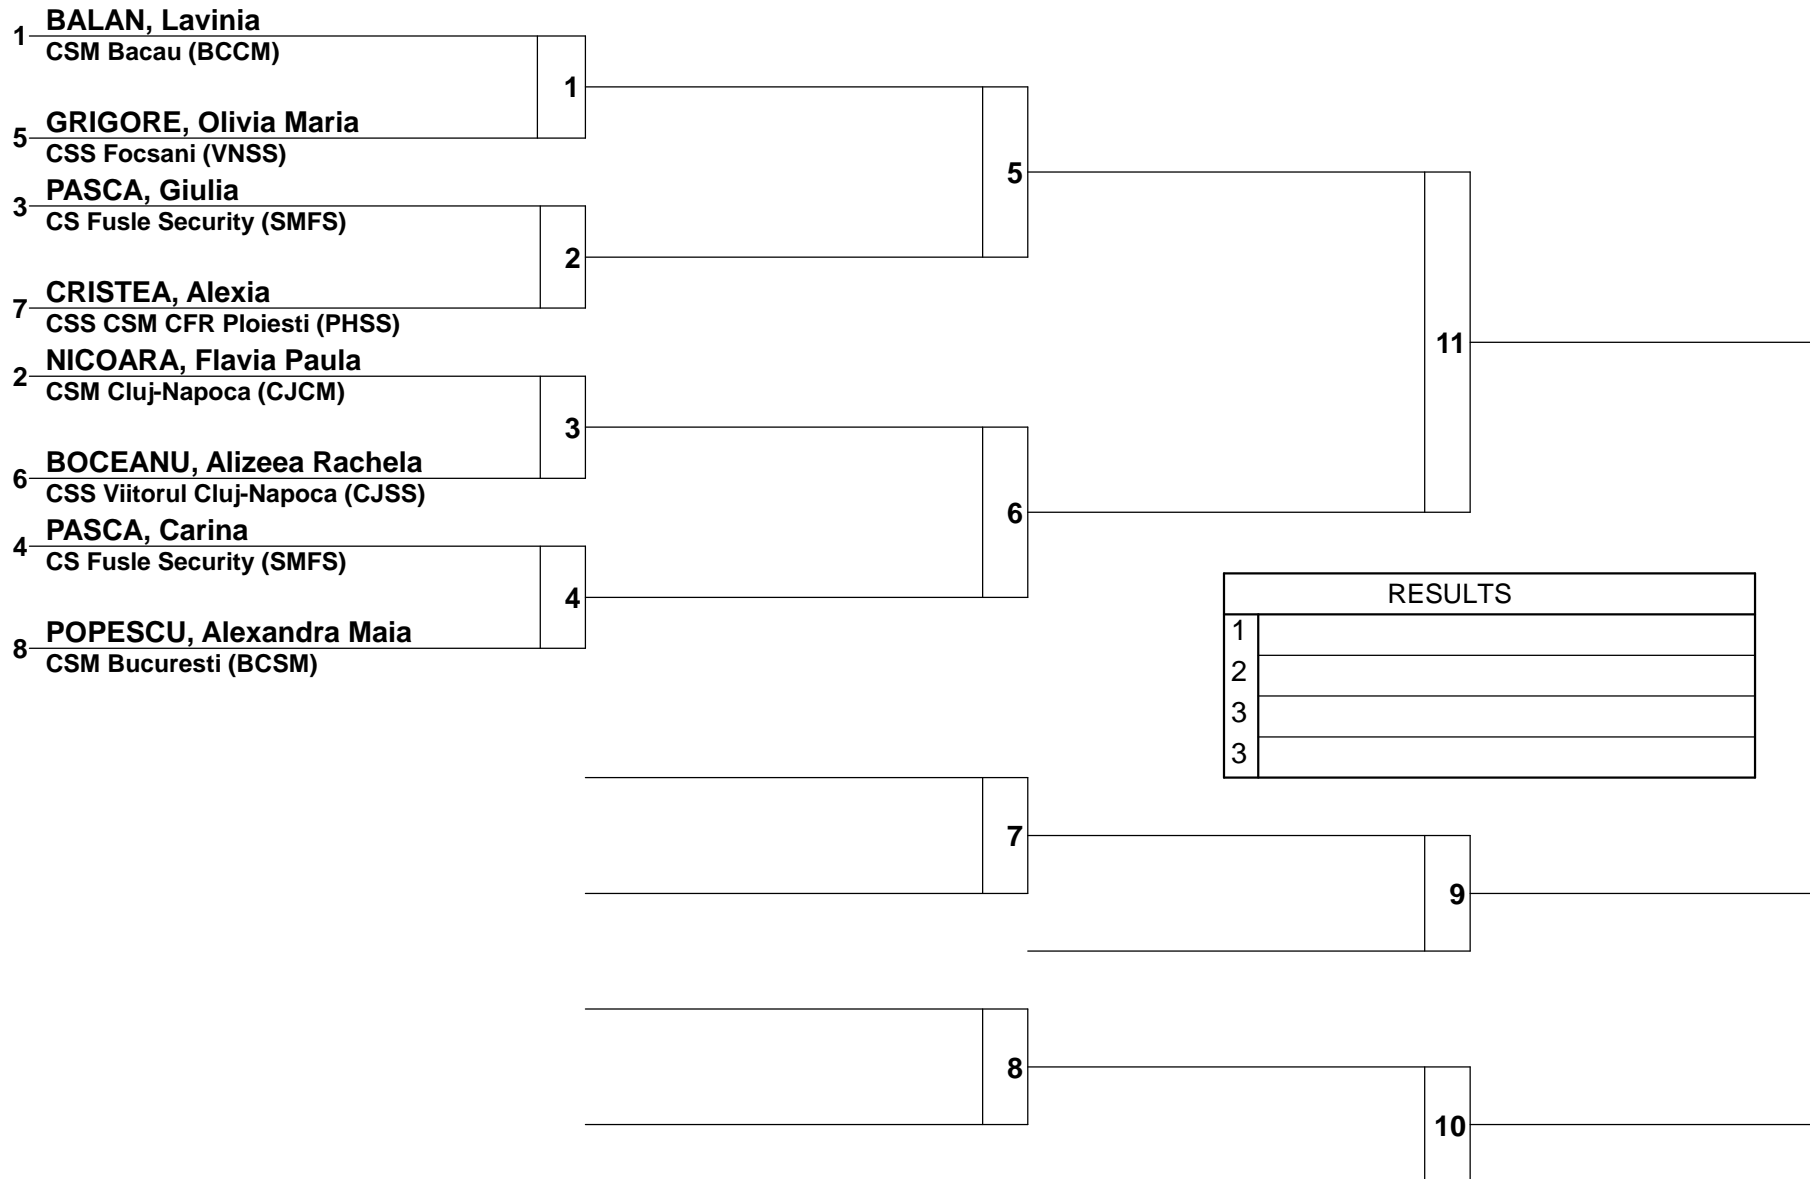 1 BALAN, Lavinia
CSM Bacau (BCCM)
1
5 GRIGORE, Olivia Maria
CSS Focsani (VNSS)
5
3 PASCA, Giulia
CS Fusle Security (SMFS)
2
7 CRISTEA, Alexia
CSS CSM CFR Ploiesti (PHSS)
11
2 NICOARA, Flavia Paula
CSM Cluj-Napoca (CJCM)
3
6 BOCEANU, Alizeea Rachela
CSS Viitorul Cluj-Napoca (CJSS)
6
4 PASCA, Carina
CS Fusle Security (SMFS)
4
8 POPESCU, Alexandra Maia
CSM Bucuresti (BCSM)
RESULTS
1
2
3
3
7
9
8
10